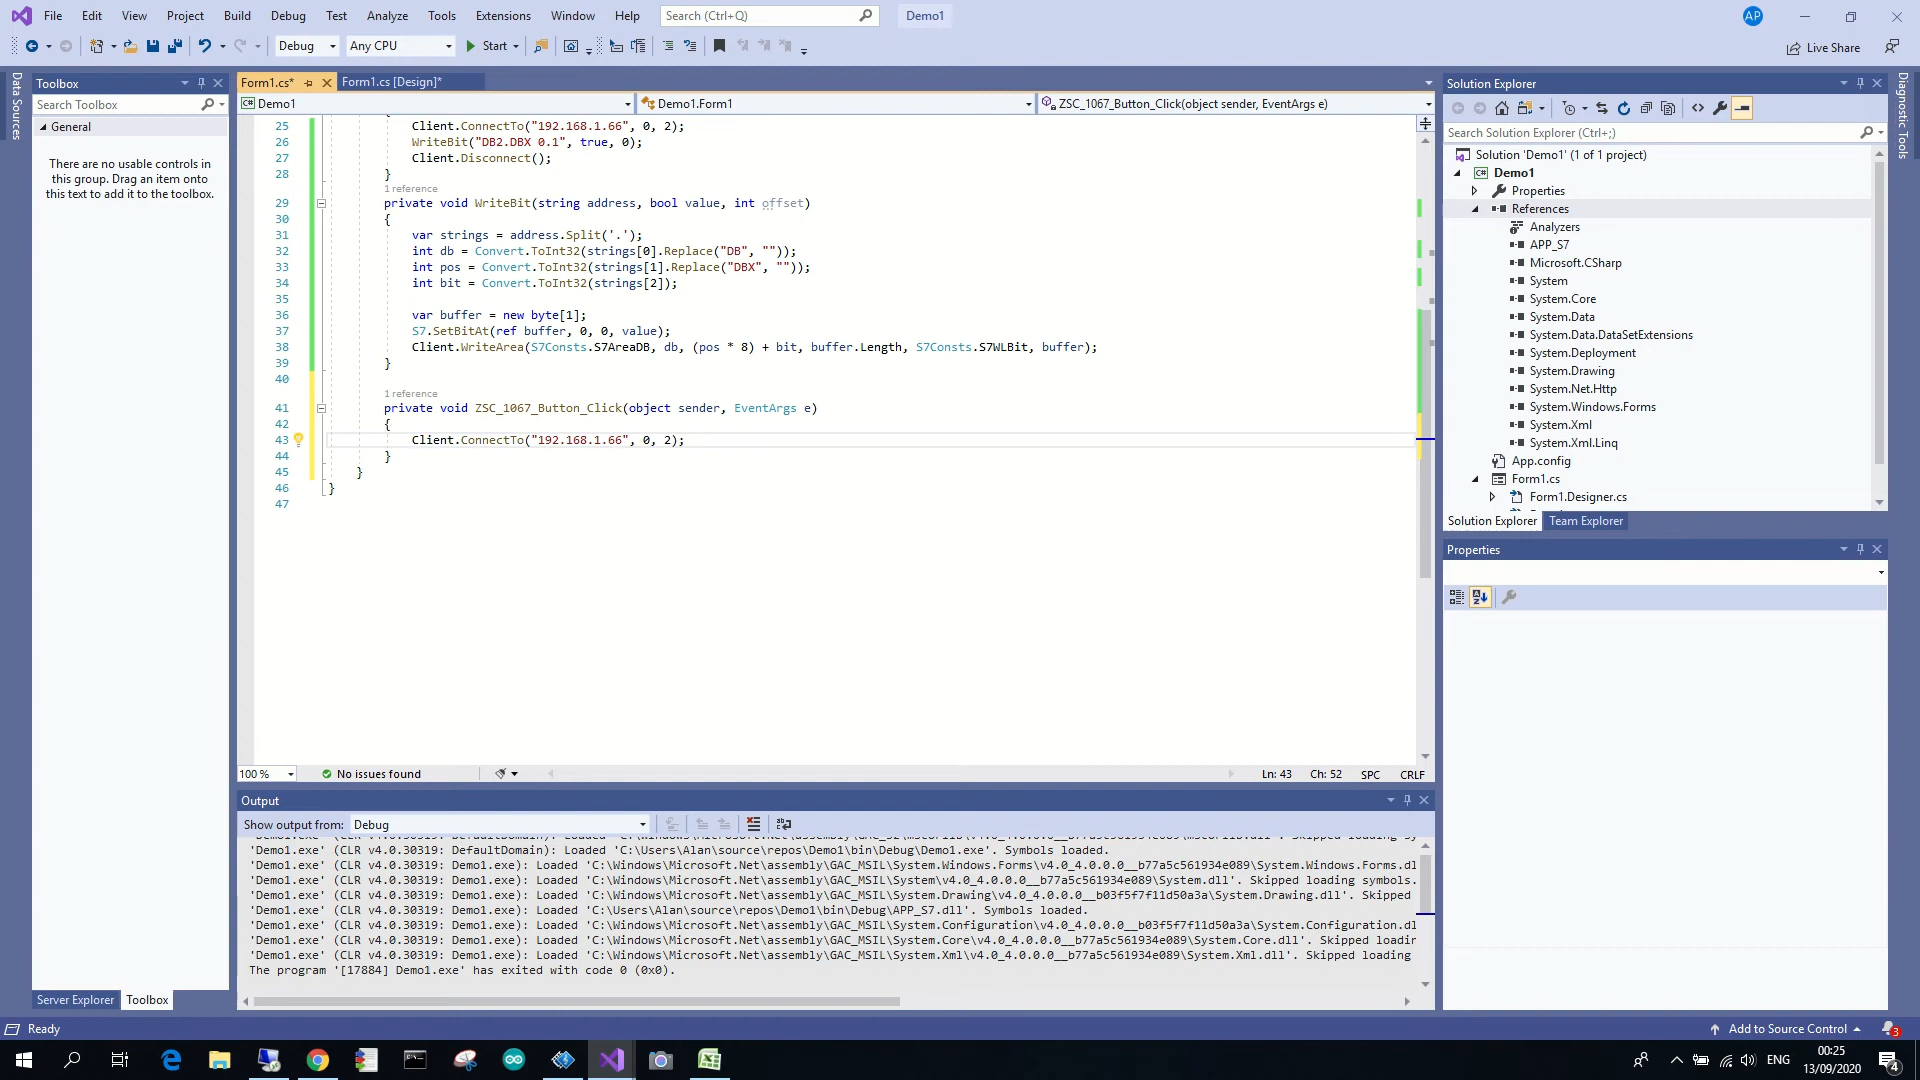 File Edit View Project Build Debug Test Analyze Tools Extensions Window Help Search (Ctrl+Q) Demo1 AP
Debug Any CPU Start Live Share
Data Sources
Toolbox
Search Toolbox
General
There are no usable controls in
this group. Drag an item onto
this text to add it to the toolbox.
Server Explorer Toolbox
Form1.cs* Form1.cs [Design]*
C# Demo1 Demo1.Form1 ZSC_1067_Button_Click(object sender, EventArgs e)
25 Client.ConnectTo("192.168.1.66", 0, 2);
26 WriteBit("DB2.DBX 0.1", true, 0);
27 Client.Disconnect();
28 }
1 reference
29 private void WriteBit(string address, bool value, int offset)
30 {
31 var strings = address.Split('.');
32 int db = Convert.ToInt32(strings[0].Replace("DB", ""));
33 int pos = Convert.ToInt32(strings[1].Replace("DBX", ""));
34 int bit = Convert.ToInt32(strings[2]);
35
36 var buffer = new byte[1];
37 S7.SetBitAt(ref buffer, 0, 0, value);
38 Client.WriteArea(S7Consts.S7AreaDB, db, (pos * 8) + bit, buffer.Length, S7Consts.S7WLBit, buffer);
39 }
40
1 reference
41 private void ZSC_1067_Button_Click(object sender, EventArgs e)
42 {
43 Client.ConnectTo("192.168.1.66", 0, 2);
44 }
45 }
46 }
47
100 % No issues found Ln: 43 Ch: 52 SPC CRLF
Output
Show output from: Debug
'Demo1.exe' (CLR v4.0.30319: DefaultDomain): Loaded 'C:\Users\Alan\source\repos\Demo1\bin\Debug\Demo1.exe'. Symbols loaded.
'Demo1.exe' (CLR v4.0.30319: Demo1.exe): Loaded 'C:\Windows\Microsoft.Net\assembly\GAC_MSIL\System.Windows.Forms\v4.0_4.0.0.0__b77a5c561934e089\System.Windows.Forms.dl
'Demo1.exe' (CLR v4.0.30319: Demo1.exe): Loaded 'C:\Windows\Microsoft.Net\assembly\GAC_MSIL\System\v4.0_4.0.0.0__b77a5c561934e089\System.dll'. Skipped loading symbols.
'Demo1.exe' (CLR v4.0.30319: Demo1.exe): Loaded 'C:\Windows\Microsoft.Net\assembly\GAC_MSIL\System.Drawing\v4.0_4.0.0.0__b03f5f7f11d50a3a\System.Drawing.dll'. Skipped
'Demo1.exe' (CLR v4.0.30319: Demo1.exe): Loaded 'C:\Users\Alan\source\repos\Demo1\bin\Debug\APP_S7.dll'. Symbols loaded.
'Demo1.exe' (CLR v4.0.30319: Demo1.exe): Loaded 'C:\Windows\Microsoft.Net\assembly\GAC_MSIL\System.Configuration\v4.0_4.0.0.0__b03f5f7f11d50a3a\System.Configuration.dl
'Demo1.exe' (CLR v4.0.30319: Demo1.exe): Loaded 'C:\Windows\Microsoft.Net\assembly\GAC_MSIL\System.Core\v4.0_4.0.0.0__b77a5c561934e089\System.Core.dll'. Skipped loadin
'Demo1.exe' (CLR v4.0.30319: Demo1.exe): Loaded 'C:\Windows\Microsoft.Net\assembly\GAC_MSIL\System.Xml\v4.0_4.0.0.0__b77a5c561934e089\System.Xml.dll'. Skipped loading
The program '[17884] Demo1.exe' has exited with code 0 (0x0).
Solution Explorer
Search Solution Explorer (Ctrl+;)
Solution 'Demo1' (1 of 1 project)
C# Demo1
Properties
References
Analyzers
APP_S7
Microsoft.CSharp
System
System.Core
System.Data
System.Data.DataSetExtensions
System.Deployment
System.Drawing
System.Net.Http
System.Windows.Forms
System.Xml
System.Xml.Linq
App.config
Form1.cs
Form1.Designer.cs
Solution Explorer Team Explorer
Properties
Diagnostic Tools
Ready Add to Source Control 3
ENG 00:25
13/09/2020 4